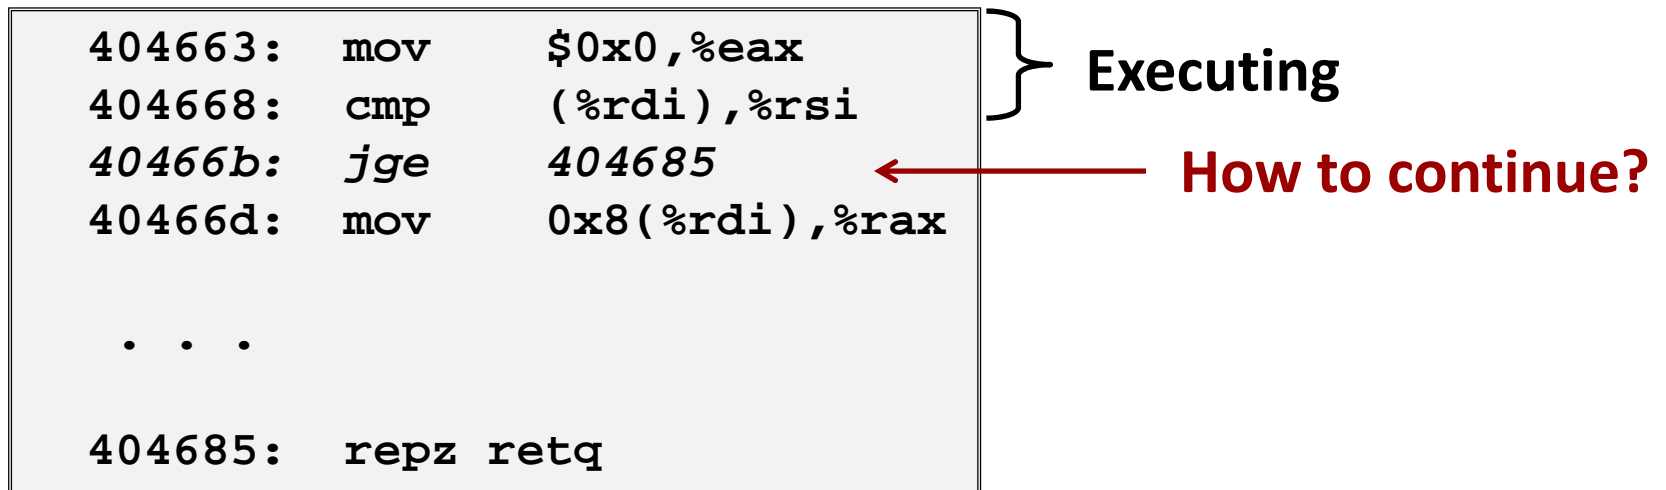 404663: mov $0x0,%eax
Executing
404668: cmp (%rdi),%rsi
40466b: jge 404685
How to continue?
40466d: mov 0x8(%rdi),%rax
. . .
404685: repz retq